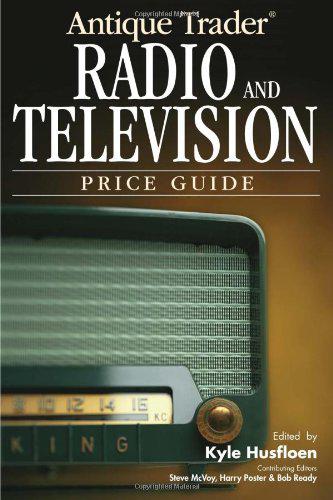 Antique Trader®
RADIO AND
TELEVISION
PRICE GUIDE
10 12 14 16
KC
KING
Edited by
Kyle Husfloen
Contributing Editors
Steve McVoy, Harry Poster & Bob Ready